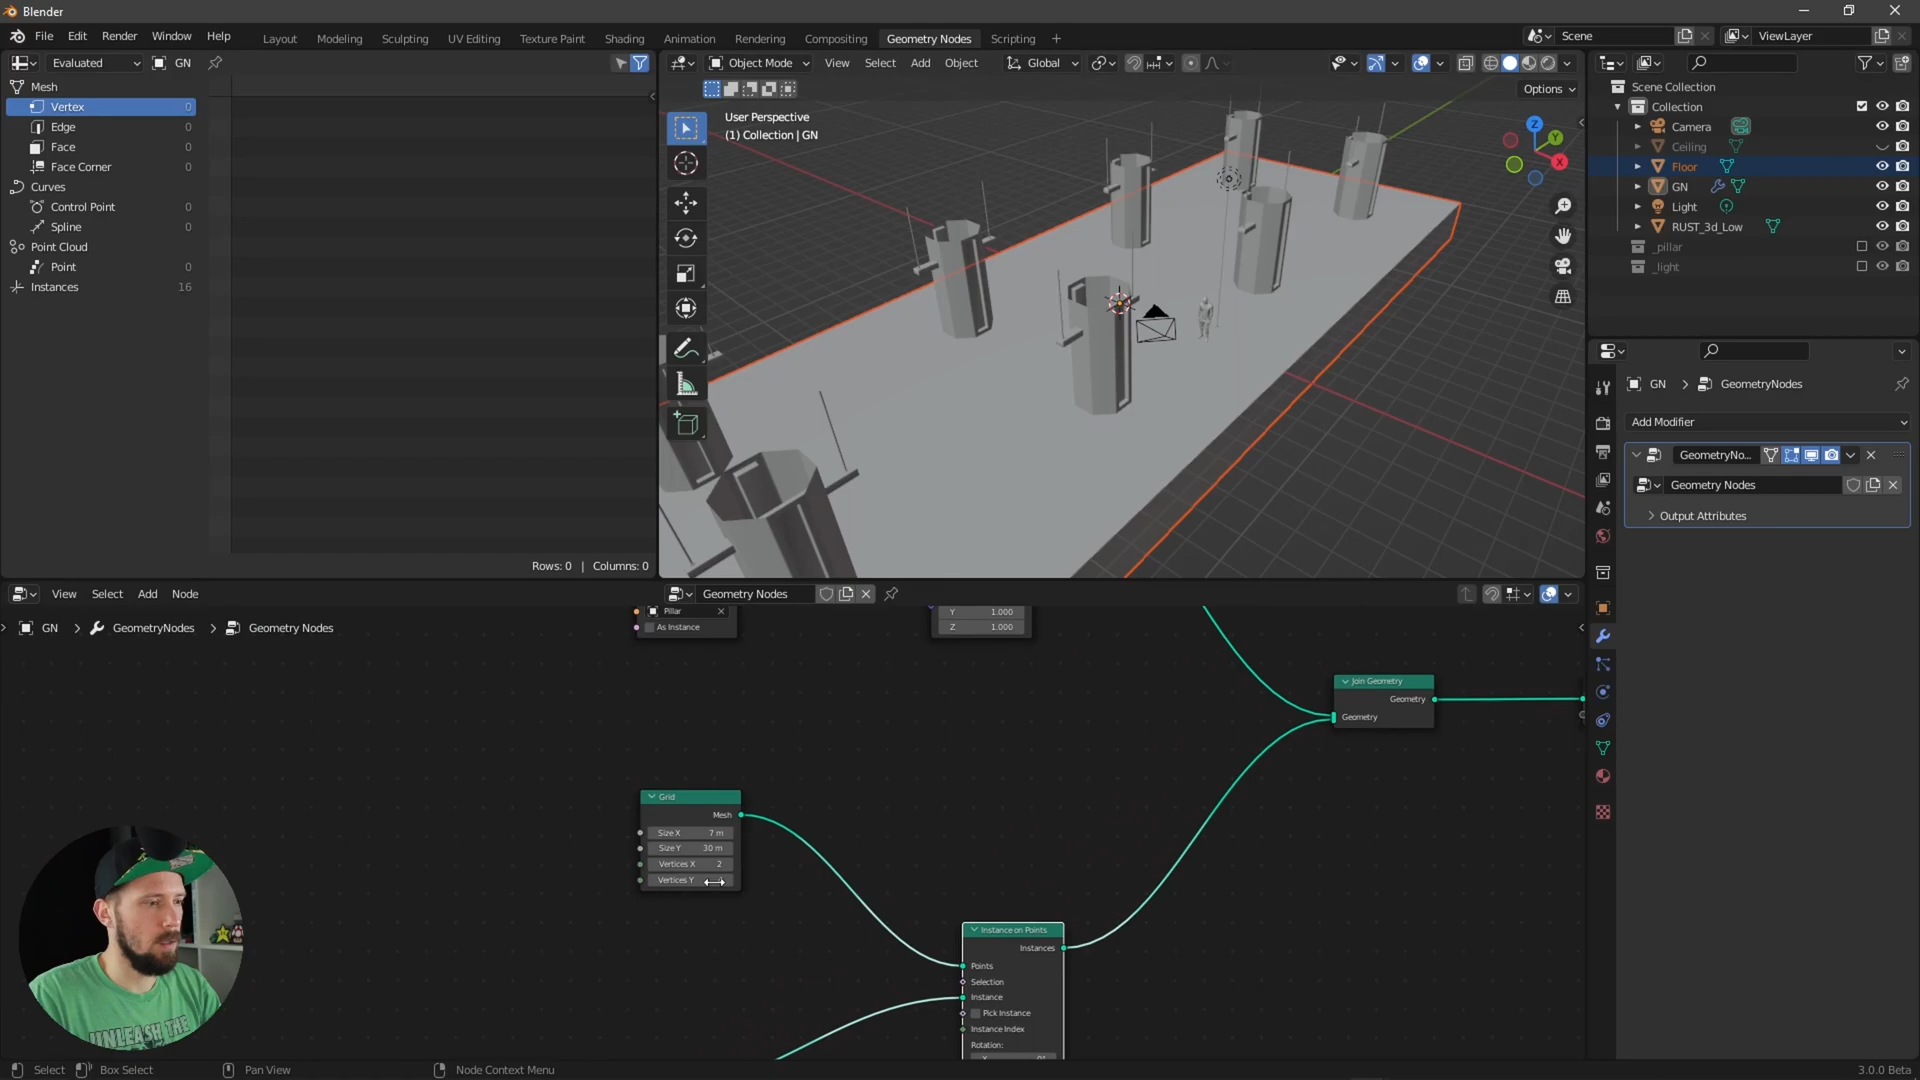 Blender
File Edit Render Window Help
Layout Modeling Sculpting UV Editing Texture Paint Shading Animation Rendering Compositing Geometry Nodes Scripting +
Scene
ViewLayer
Evaluated
GN
Object Mode View Select Add Object
Global
Options
Mesh
Vertex 0
Edge 0
Face 0
Face Corner 0
Curves
Control Point 0
Spline 0
Point Cloud
Point 0
Instances 16
Rows: 0 | Columns: 0
User Perspective
(1) Collection | GN
Z
Y
X
Scene Collection
Collection
Camera
Ceiling
Floor
GN
Light
RUST_3d_Low
_pillar
_light
GN > GeometryNodes
Add Modifier
GeometryNo...
Geometry Nodes
Output Attributes
View Select Add Node
Geometry Nodes
GN > GeometryNodes > Geometry Nodes
Pillar
As Instance
Y 1.000
Z 1.000
Join Geometry
Geometry
Geometry
Grid
Mesh
Size X 7 m
Size Y 30 m
Vertices X 2
Vertices Y
Instance on Points
Instances
Points
Selection
Instance
Pick Instance
Instance Index
Rotation:
UNLEASH THE
Select Box Select Pan View Node Context Menu
3.0.0 Beta